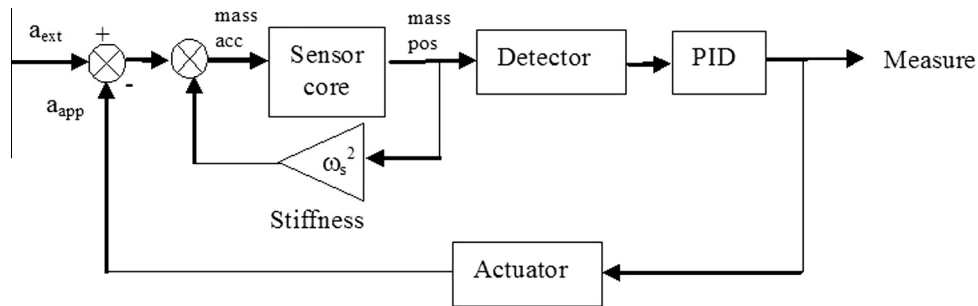 a_ext
+
-
a_app
mass
acc
Sensor
core
mass
pos
Detector
PID
Measure
ω_s^2
Stiffness
Actuator